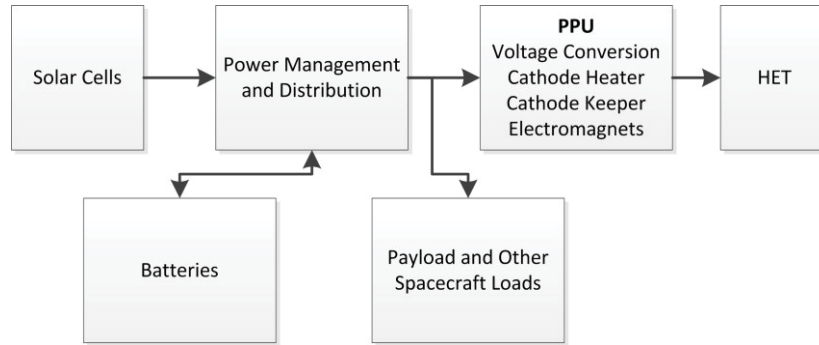 Solar Cells
Power Management
and Distribution
PPU
Voltage Conversion
Cathode Heater
Cathode Keeper
Electromagnets
HET
Batteries
Payload and Other
Spacecraft Loads